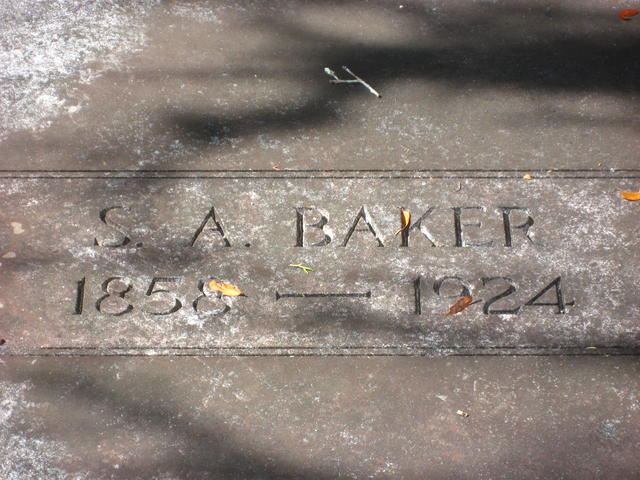 S. A. BAKER
1858 — 1924